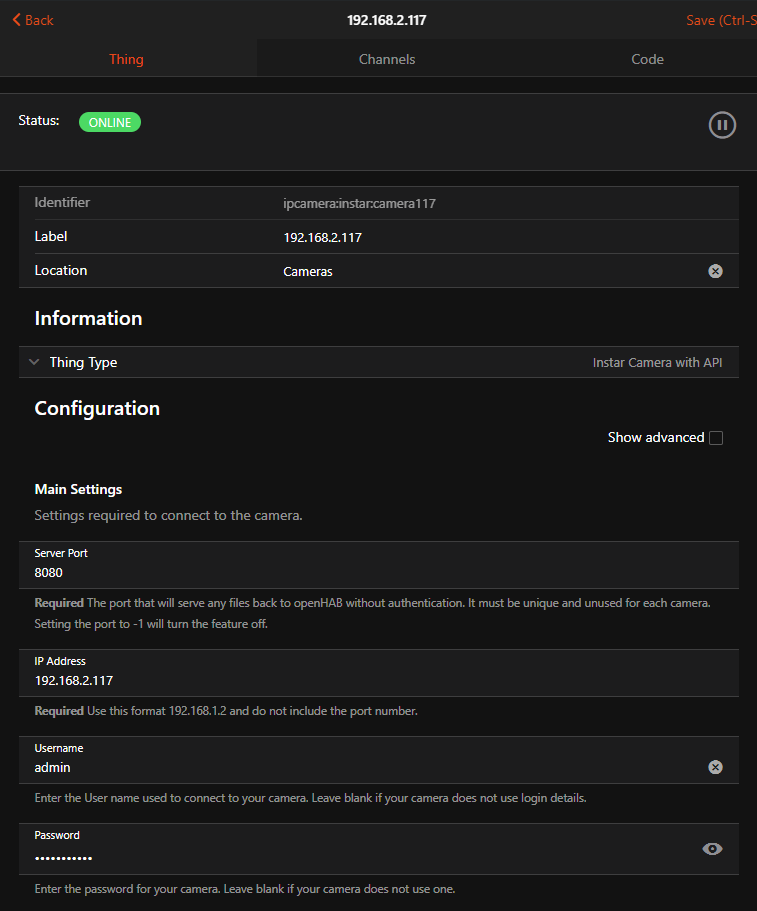 Back
192.168.2.117
Save (Ctrl-S
Thing
Channels
Code
Status:
ONLINE
Identifier
ipcamera:instar:camera117
Label
192.168.2.117
Location
Cameras
Information
Thing Type
Instar Camera with API
Configuration
Show advanced
Main Settings
Settings required to connect to the camera.
Server Port
8080
Required The port that will serve any files back to openHAB without authentication. It must be unique and unused for each camera.
Setting the port to -1 will turn the feature off.
IP Address
192.168.2.117
Required Use this format 192.168.1.2 and do not include the port number.
Username
admin
Enter the User name used to connect to your camera. Leave blank if your camera does not use login details.
Password
•••••••••••
Enter the password for your camera. Leave blank if your camera does not use one.